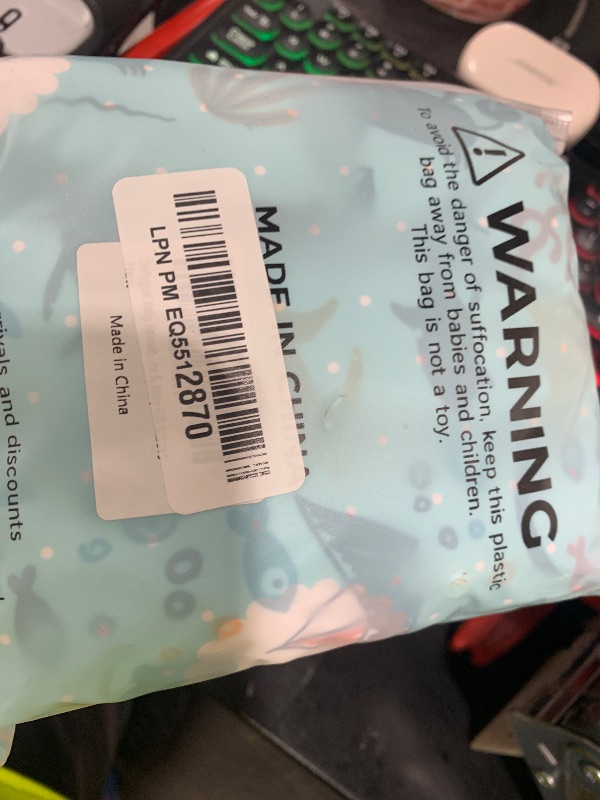 WARNING
To avoid the danger of suffocation, keep this plastic
bag away from babies and children.
This bag is not a toy.
MADE IN CHINA
LPN PM EQ5512870
Made in China
and discounts